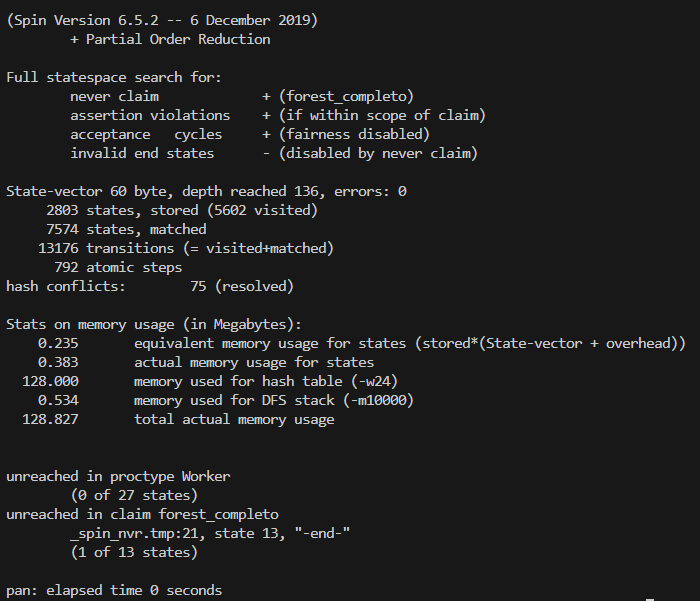 (Spin Version 6.5.2 -- 6 December 2019)
        + Partial Order Reduction

Full statespace search for:
        never claim             + (forest_completo)
        assertion violations    + (if within scope of claim)
        acceptance   cycles     + (fairness disabled)
        invalid end states      - (disabled by never claim)

State-vector 60 byte, depth reached 136, errors: 0
     2803 states, stored (5602 visited)
     7574 states, matched
    13176 transitions (= visited+matched)
      792 atomic steps
hash conflicts:        75 (resolved)

Stats on memory usage (in Megabytes):
    0.235       equivalent memory usage for states (stored*(State-vector + overhead))
    0.383       actual memory usage for states
  128.000       memory used for hash table (-w24)
    0.534       memory used for DFS stack (-m10000)
  128.827       total actual memory usage


unreached in proctype Worker
        (0 of 27 states)
unreached in claim forest_completo
        _spin_nvr.tmp:21, state 13, "-end-"
        (1 of 13 states)

pan: elapsed time 0 seconds